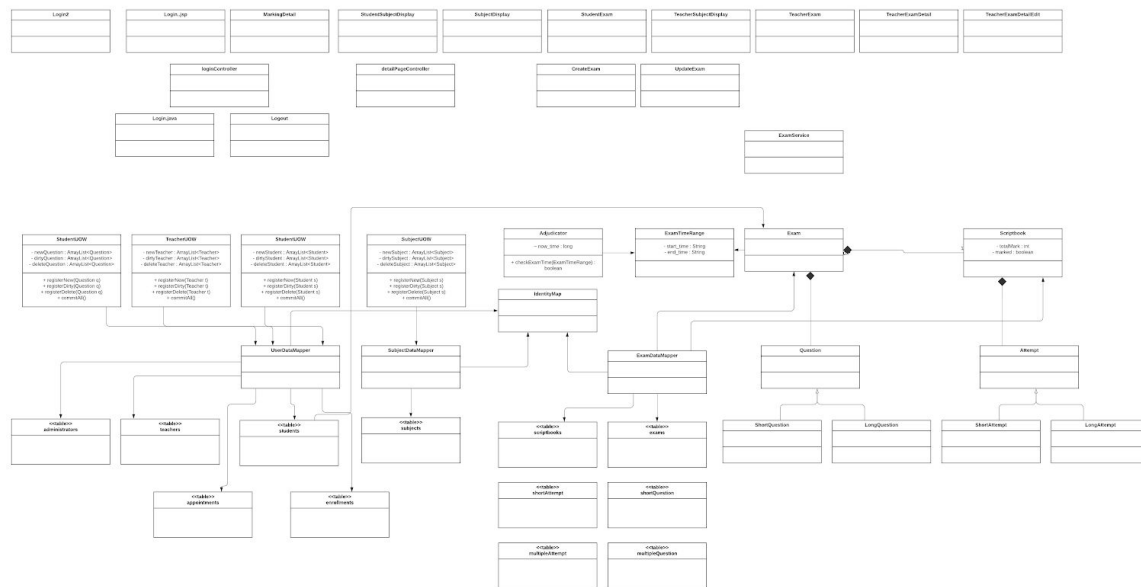 Login2
Login.jsp
MarkingDetail
StudentSubjectDisplay
SubjectDisplay
StudentExam
TeacherSubjectDisplay
TeacherExam
TeacherExamDetail
TeacherExamDetailEdit
loginController
detailPageController
CreateExam
UpdateExam
Login.java
Logout
ExamService
StudentUOW
- newQuestion : ArrayList<Question>
- dirtyQuestion : ArrayList<Question>
- deleteQuestion : ArrayList<Question>
+ registerNew(Question q)
+ registerDirty(Question q)
+ registerDelete(Question q)
+ commitAll()
TeacherUOW
- newTeacher : ArrayList<Teacher>
- dirtyTeacher : ArrayList<Teacher>
- deleteTeacher : ArrayList<Teacher>
+ registerNew(Teacher t)
+ registerDirty(Teacher t)
+ registerDelete(Teacher t)
+ commitAll()
StudentUOW
- newStudent : ArrayList<Student>
- dirtyStudent : ArrayList<Student>
- deleteStudent : ArrayList<Student>
+ registerNew(Student s)
+ registerDirty(Student s)
+ registerDelete(Student s)
+ commitAll()
SubjectUOW
- newSubject : ArrayList<Subject>
- dirtySubject : ArrayList<Subject>
- deleteSubject : ArrayList<Subject>
+ registerNew(Subject s)
+ registerDirty(Subject s)
+ registerDelete(Subject s)
+ commitAll()
Adjudicator
- now_time : long
+ checkExamTime(ExamTimeRange) :
boolean
ExamTimeRange
- start_time : String
- end_time : String
Exam
1
Scriptbook
- totalMark : int
- marked : boolean
IdentityMap
UserDataMapper
SubjectDataMapper
ExamDataMapper
Question
Attempt
<<table>>
administrators
<<table>>
teachers
<<table>>
students
<<table>>
subjects
<<table>>
scriptbooks
<<table>>
exams
ShortQuestion
LongQuestion
ShortAttempt
LongAttempt
<<table>>
appointments
<<table>>
enrollments
<<table>>
shortAttempt
<<table>>
shortQuestion
<<table>>
multipleAttempt
<<table>>
multipleQuestion